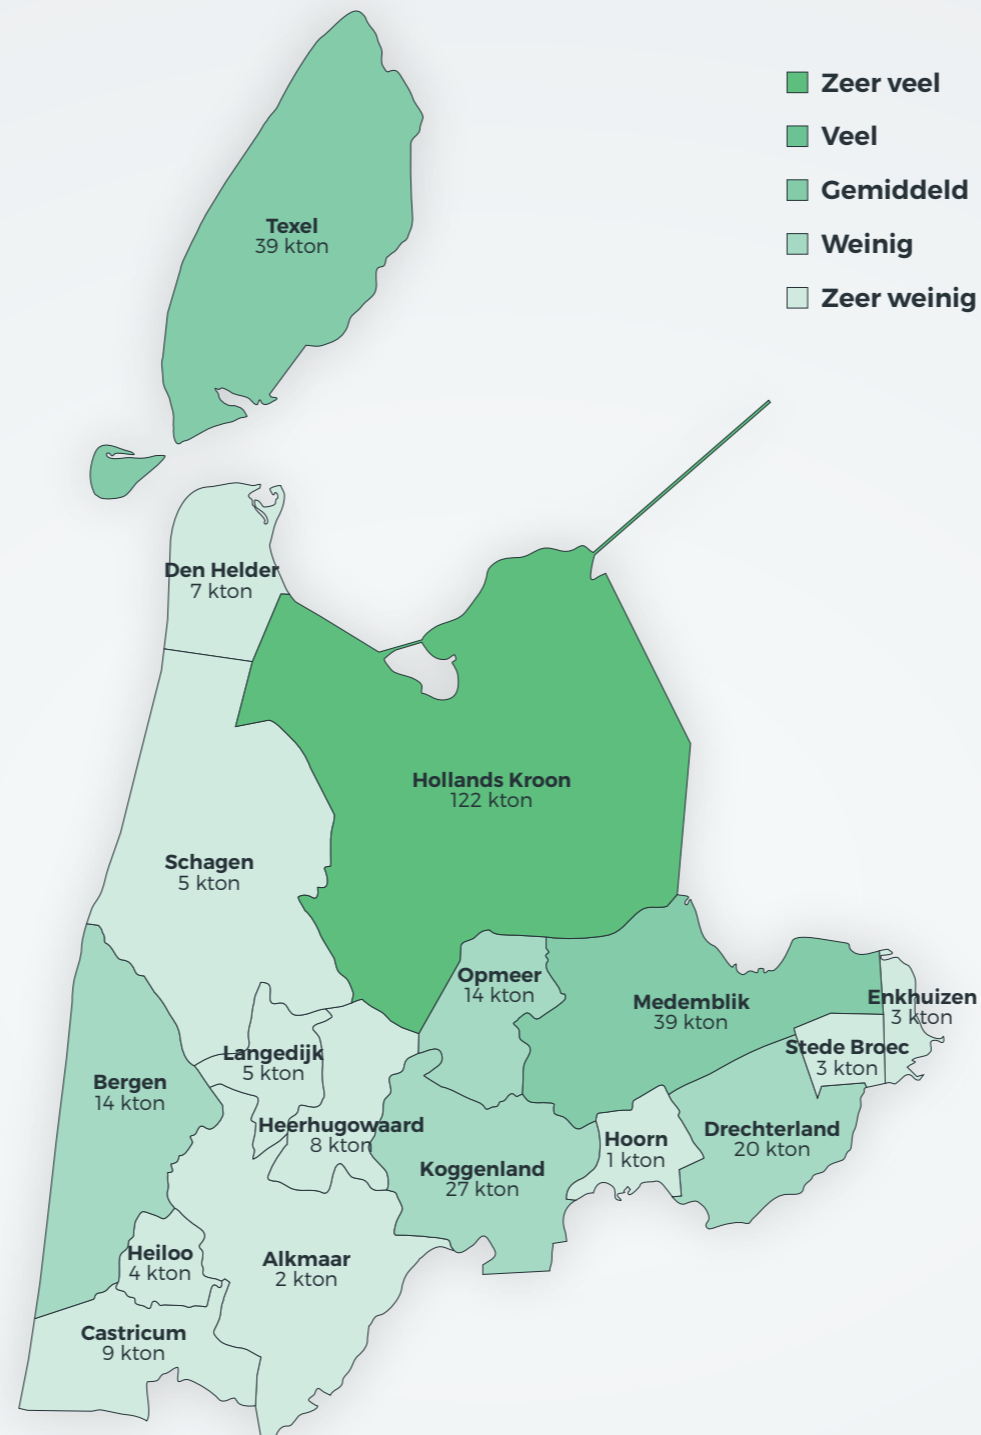 Zeer veel
Veel
Gemiddeld
Weinig
Zeer weinig
Texel
39 kton
Den Helder
7 kton
Hollands Kroon
122 kton
Schagen
5 kton
Opmeer
14 kton
Medemblik
39 kton
Enkhuizen
3 kton
Stede Broec
3 kton
Langedijk
5 kton
Bergen
14 kton
Heerhugowaard
8 kton
Hoorn
1 kton
Drechterland
20 kton
Koggenland
27 kton
Heiloo
4 kton
Alkmaar
2 kton
Castricum
9 kton